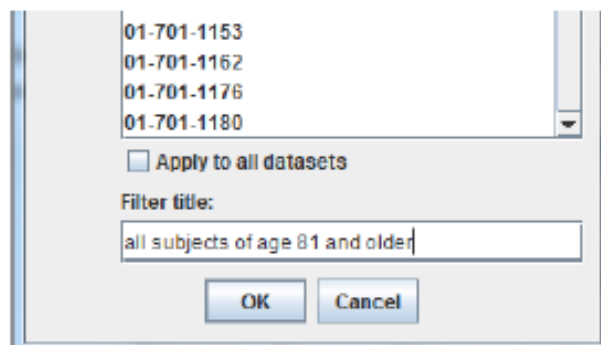 01-701-1153
01-701-1162
01-701-1176
01-701-1180
Apply to all datasets
Filter title:
all subjects of age 81 and older
OK Cancel